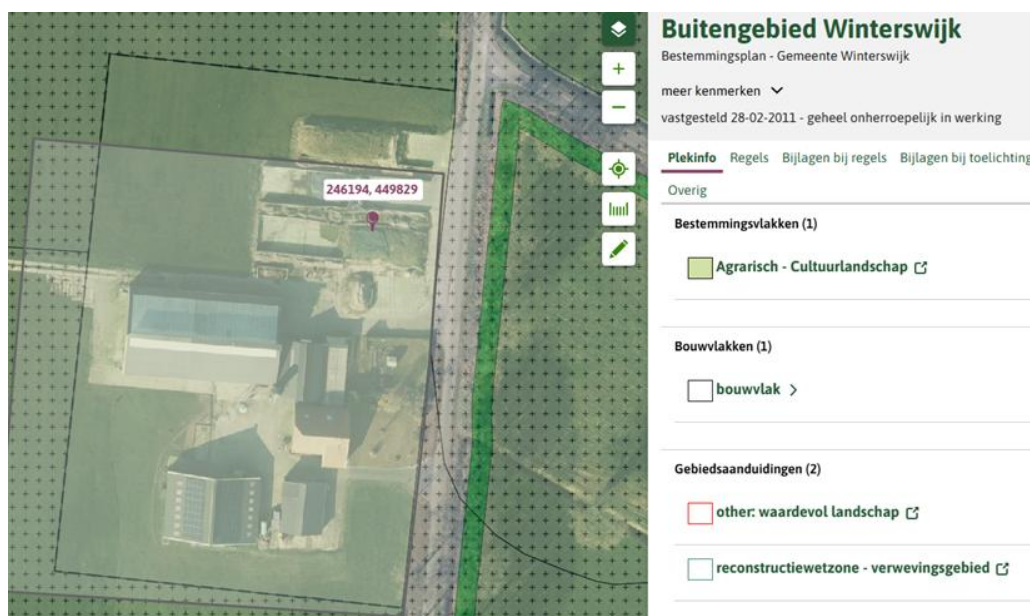 246194, 449829
Buitengebied Winterswijk
Bestemmingsplan - Gemeente Winterswijk
meer kenmerken
vastgesteld 28-02-2011 - geheel onherroepelijk in werking
Plekinfo Regels Bijlagen bij regels Bijlagen bij toelichting
Overig
Bestemmingsvlakken (1)
Agrarisch - Cultuurlandschap
Bouwvlakken (1)
bouwvlak
Gebiedsaanduidingen (2)
other: waardevol landschap
reconstructiewetzone - verwevingsgebied